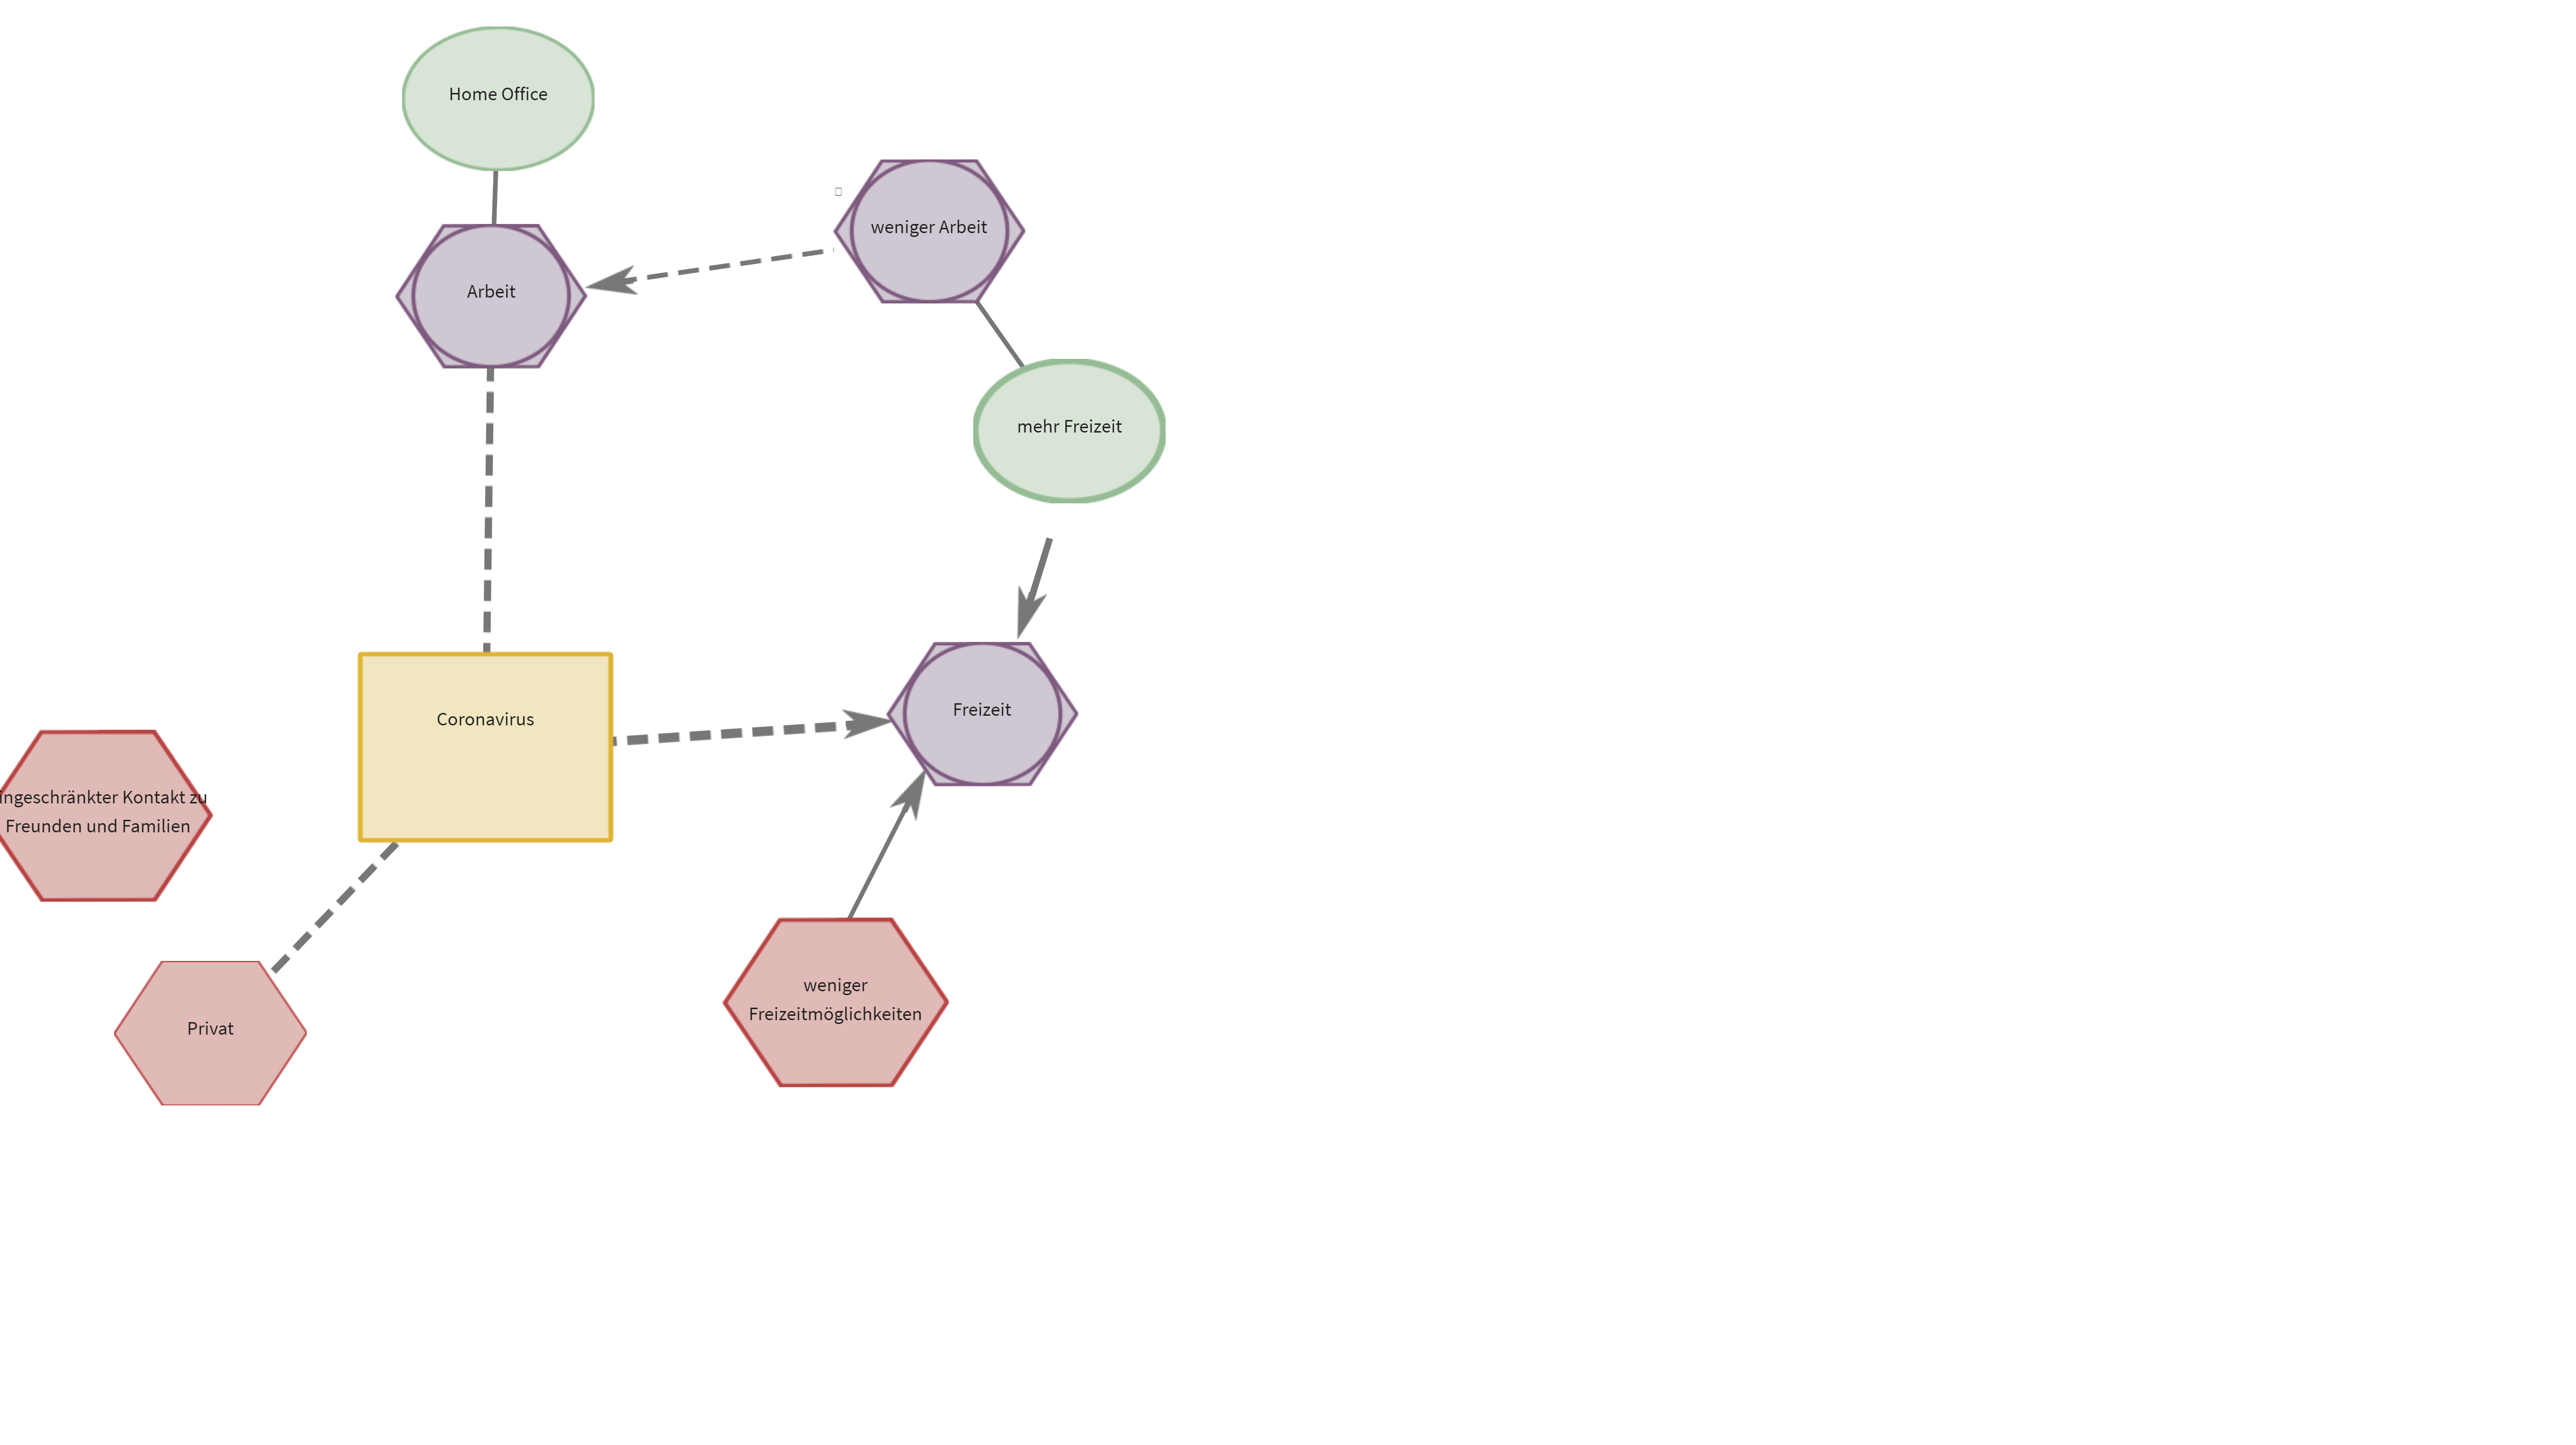 Home Office
weniger Arbeit
Arbeit
mehr Freizeit
Freizeit
Coronavirus
ingeschränkter Kontakt zu
Freunden und Familien
weniger
Freizeitmöglichkeiten
Privat